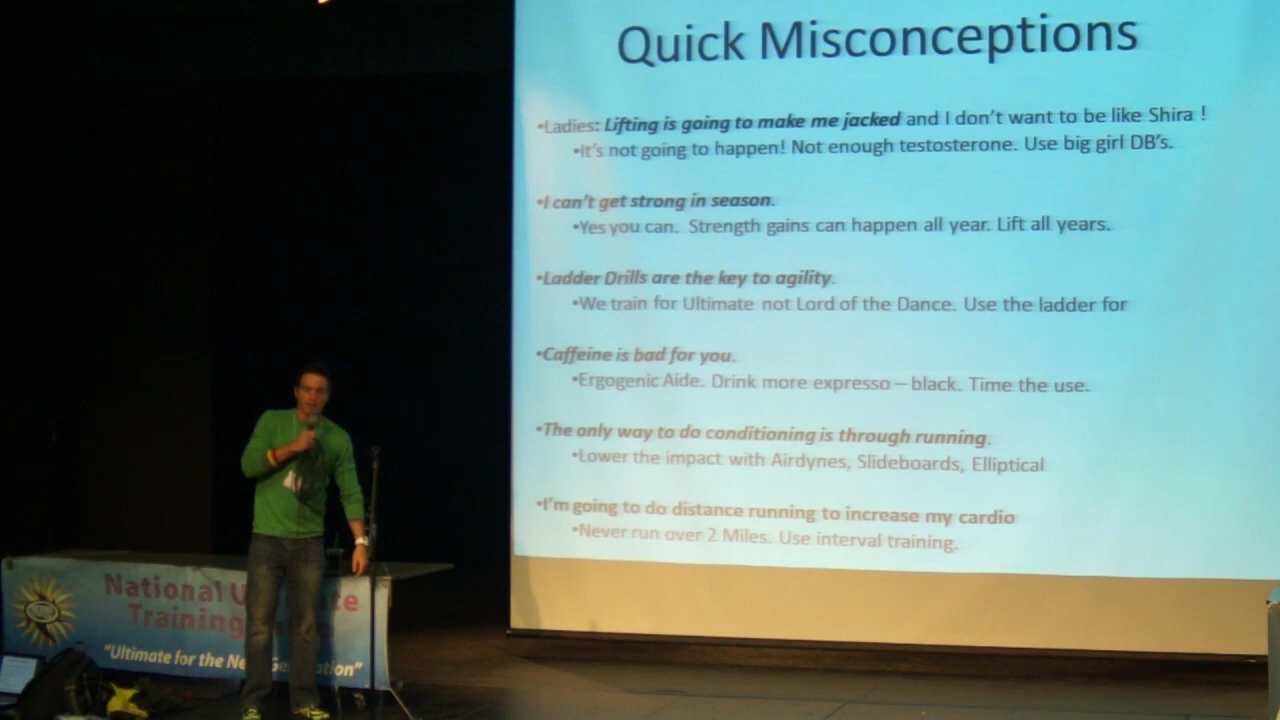 Quick Misconceptions
•Ladies: Lifting is going to make me jacked and I don't want to be like Shira !
•It's not going to happen! Not enough testosterone. Use big girl DB's.
•I can't get strong in season.
•Yes you can. Strength gains can happen all year. Lift all years.
•Ladder Drills are the key to agility.
•We train for Ultimate not Lord of the Dance. Use the ladder for
•Caffeine is bad for you.
•Ergogenic Aide. Drink more expresso – black. Time the use.
•The only way to do conditioning is through running.
•Lower the impact with Airdynes, Slideboards, Elliptical
•I'm going to do distance running to increase my cardio
•Never run over 2 Miles. Use interval training.
National U te
Training
"Ultimate for the Ne Ge ation"